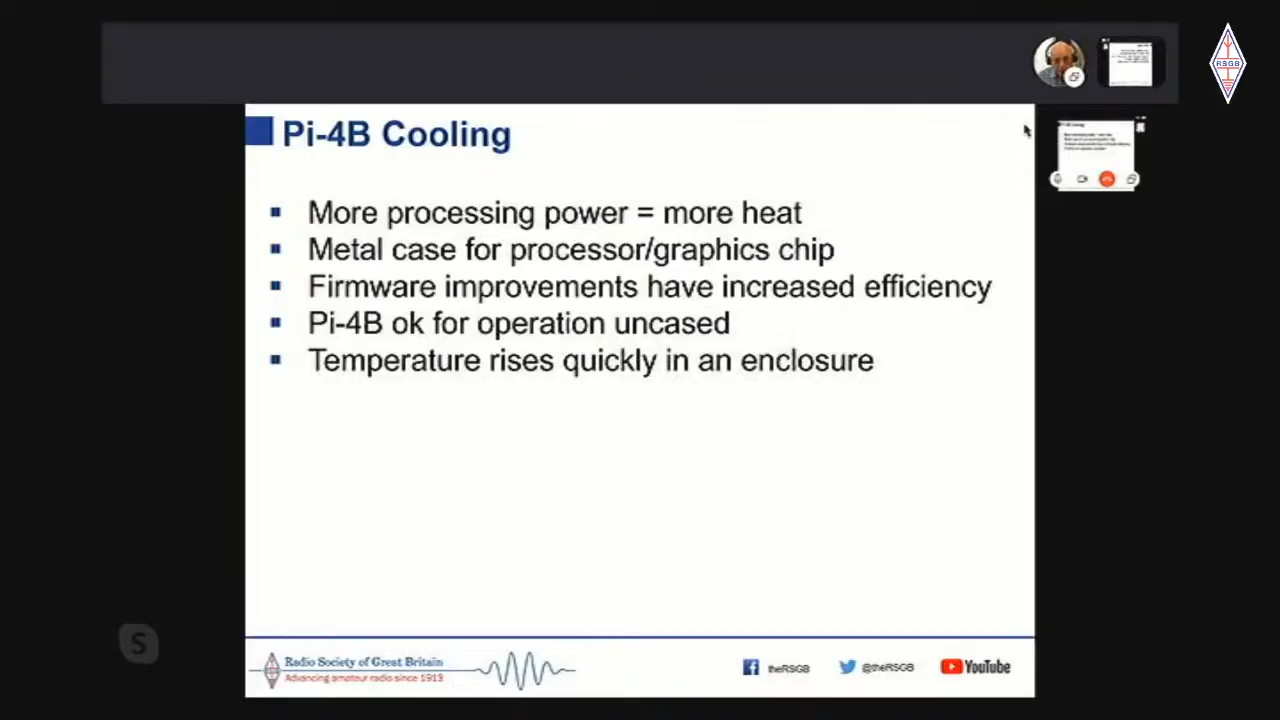 RSGB
Pi-4B Cooling
More processing power = more heat
Metal case for processor/graphics chip
Firmware improvements have increased efficiency
Pi-4B ok for operation uncased
Temperature rises quickly in an enclosure
S
Radio Society of Great Britain
Advancing amateur radio since 1913
theRSGB
@theRSGB
YouTube